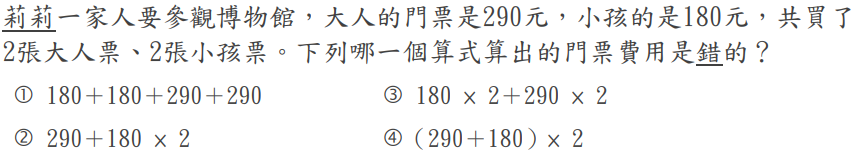 莉莉一家人要參觀博物館，大人的門票是290元，小孩的是180元，共買了
2張大人票、2張小孩票。下列哪一個算式算出的門票費用是錯的？
① 180＋180＋290＋290
③ 180 × 2＋290 × 2
② 290＋180 × 2
④（290＋180）× 2